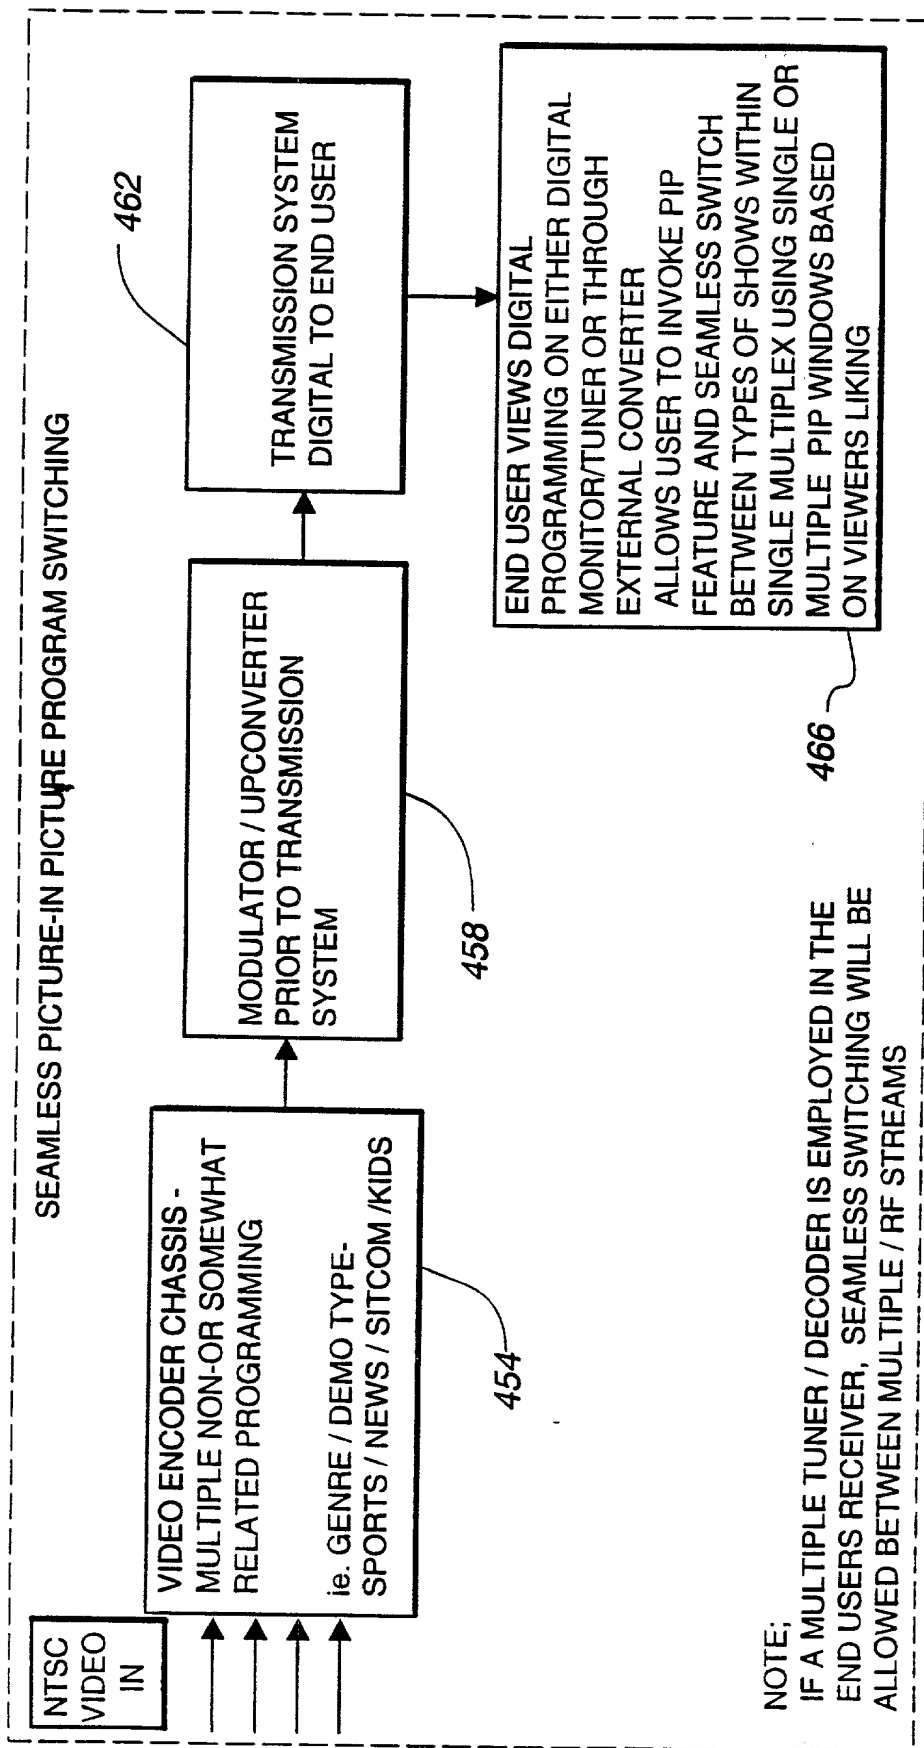 SEAMLESS PICTURE-IN PICTURE PROGRAM SWITCHING
NTSC
VIDEO
IN
VIDEO ENCODER CHASSIS -
MULTIPLE NON-OR SOMEWHAT
RELATED PROGRAMMING
ie. GENRE / DEMO TYPE-
SPORTS / NEWS / SITCOM /KIDS
454
MODULATOR / UPCONVERTER
PRIOR TO TRANSMISSION
SYSTEM
458
TRANSMISSION SYSTEM
DIGITAL TO END USER
462
END USER VIEWS DIGITAL
PROGRAMMING ON EITHER DIGITAL
MONITOR/TUNER OR THROUGH
EXTERNAL CONVERTER
ALLOWS USER TO INVOKE PIP
FEATURE AND SEAMLESS SWITCH
BETWEEN TYPES OF SHOWS WITHIN
SINGLE MULTIPLEX USING SINGLE OR
MULTIPLE PIP WINDOWS BASED
ON VIEWERS LIKING
466
NOTE;
IF A MULTIPLE TUNER / DECODER IS EMPLOYED IN THE
END USERS RECEIVER, SEAMLESS SWITCHING WILL BE
ALLOWED BETWEEN MULTIPLE / RF STREAMS